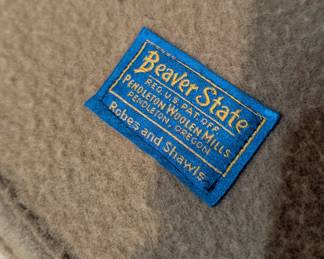 Beaver State
REG. U.S. PAT. OFF.
PENDLETON WOOLEN MILLS
PENDLETON, OREGON
Robes and Shawls